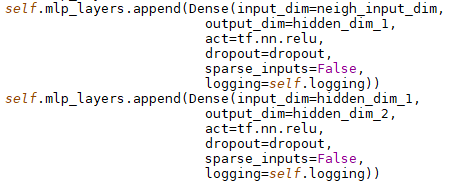 self.mlp_layers.append(Dense(input_dim=neigh_input_dim,
                             output_dim=hidden_dim_1,
                             act=tf.nn.relu,
                             dropout=dropout,
                             sparse_inputs=False,
                             logging=self.logging))
self.mlp_layers.append(Dense(input_dim=hidden_dim_1,
                             output_dim=hidden_dim_2,
                             act=tf.nn.relu,
                             dropout=dropout,
                             sparse_inputs=False,
                             logging=self.logging))